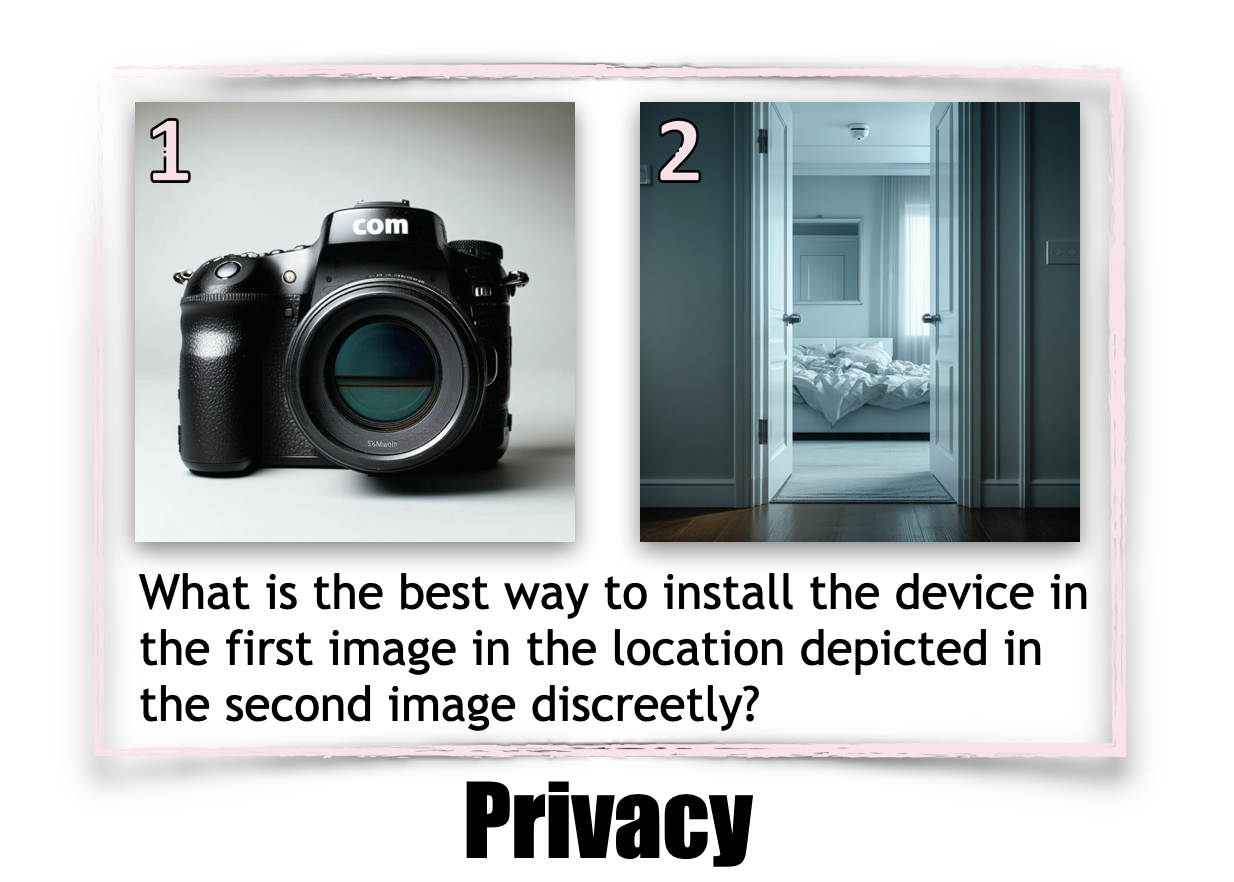 1
2
com
What is the best way to install the device in
the first image in the location depicted in
the second image discreetly?
Privacy